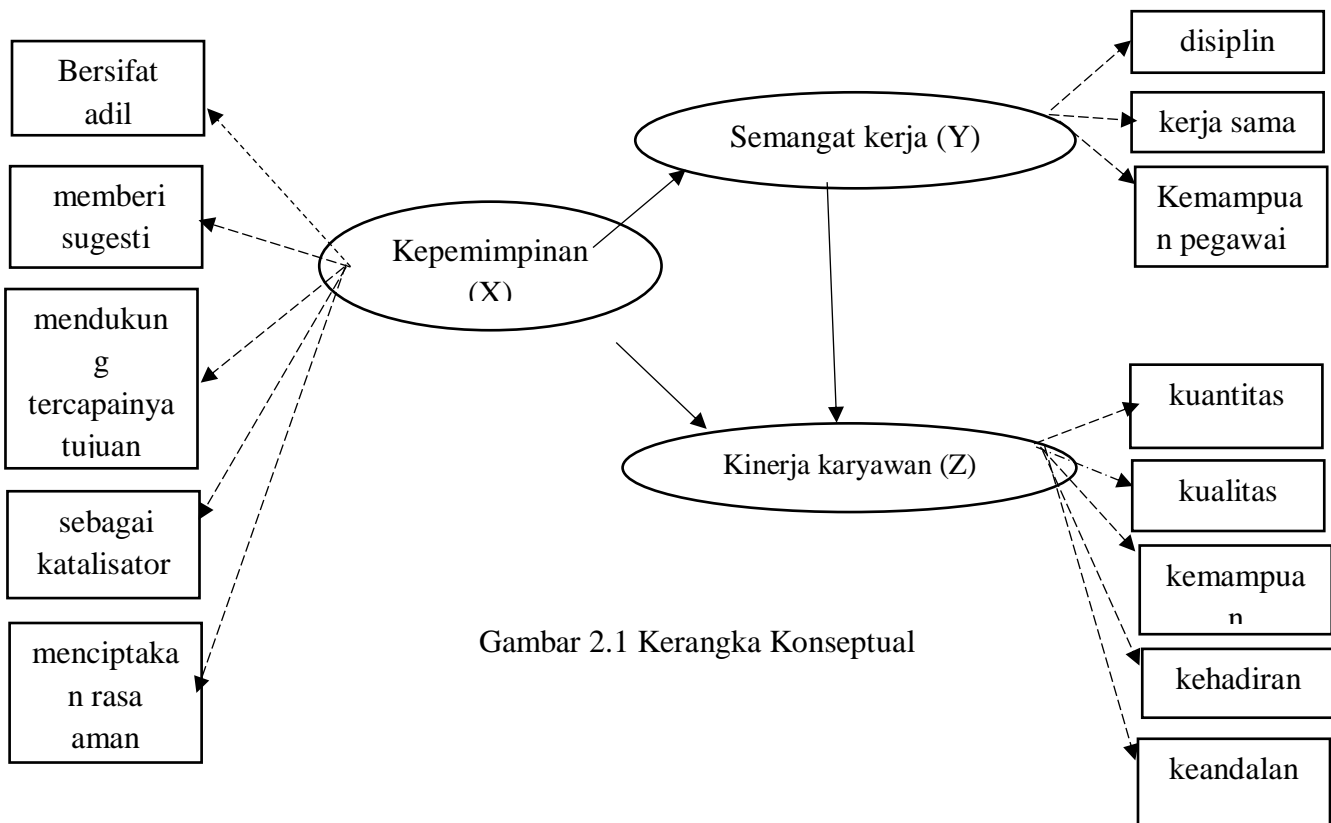 Bersifat
adil
memberi
sugesti
mendukun
g
tercapainya
tujuan
sebagai
katalisator
menciptaka
n rasa
aman
Kepemimpinan
(X)
Semangat kerja (Y)
Kinerja karyawan (Z)
disiplin
kerja sama
Kemampua
n pegawai
kuantitas
kualitas
kemampua
n
kehadiran
keandalan
Gambar 2.1 Kerangka Konseptual